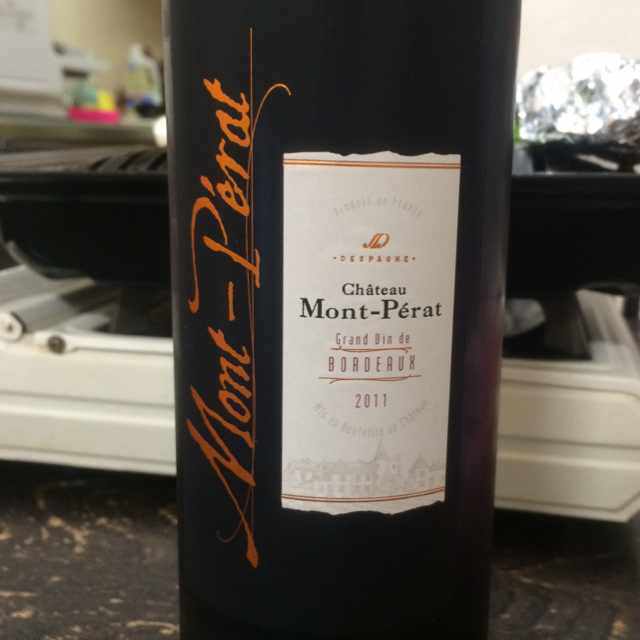 Mont-Pérat
Produit de France
DESPAGNE
Château
Mont-Pérat
Grand Vin de
BORDEAUX
2011
Mis en Bouteille au Château